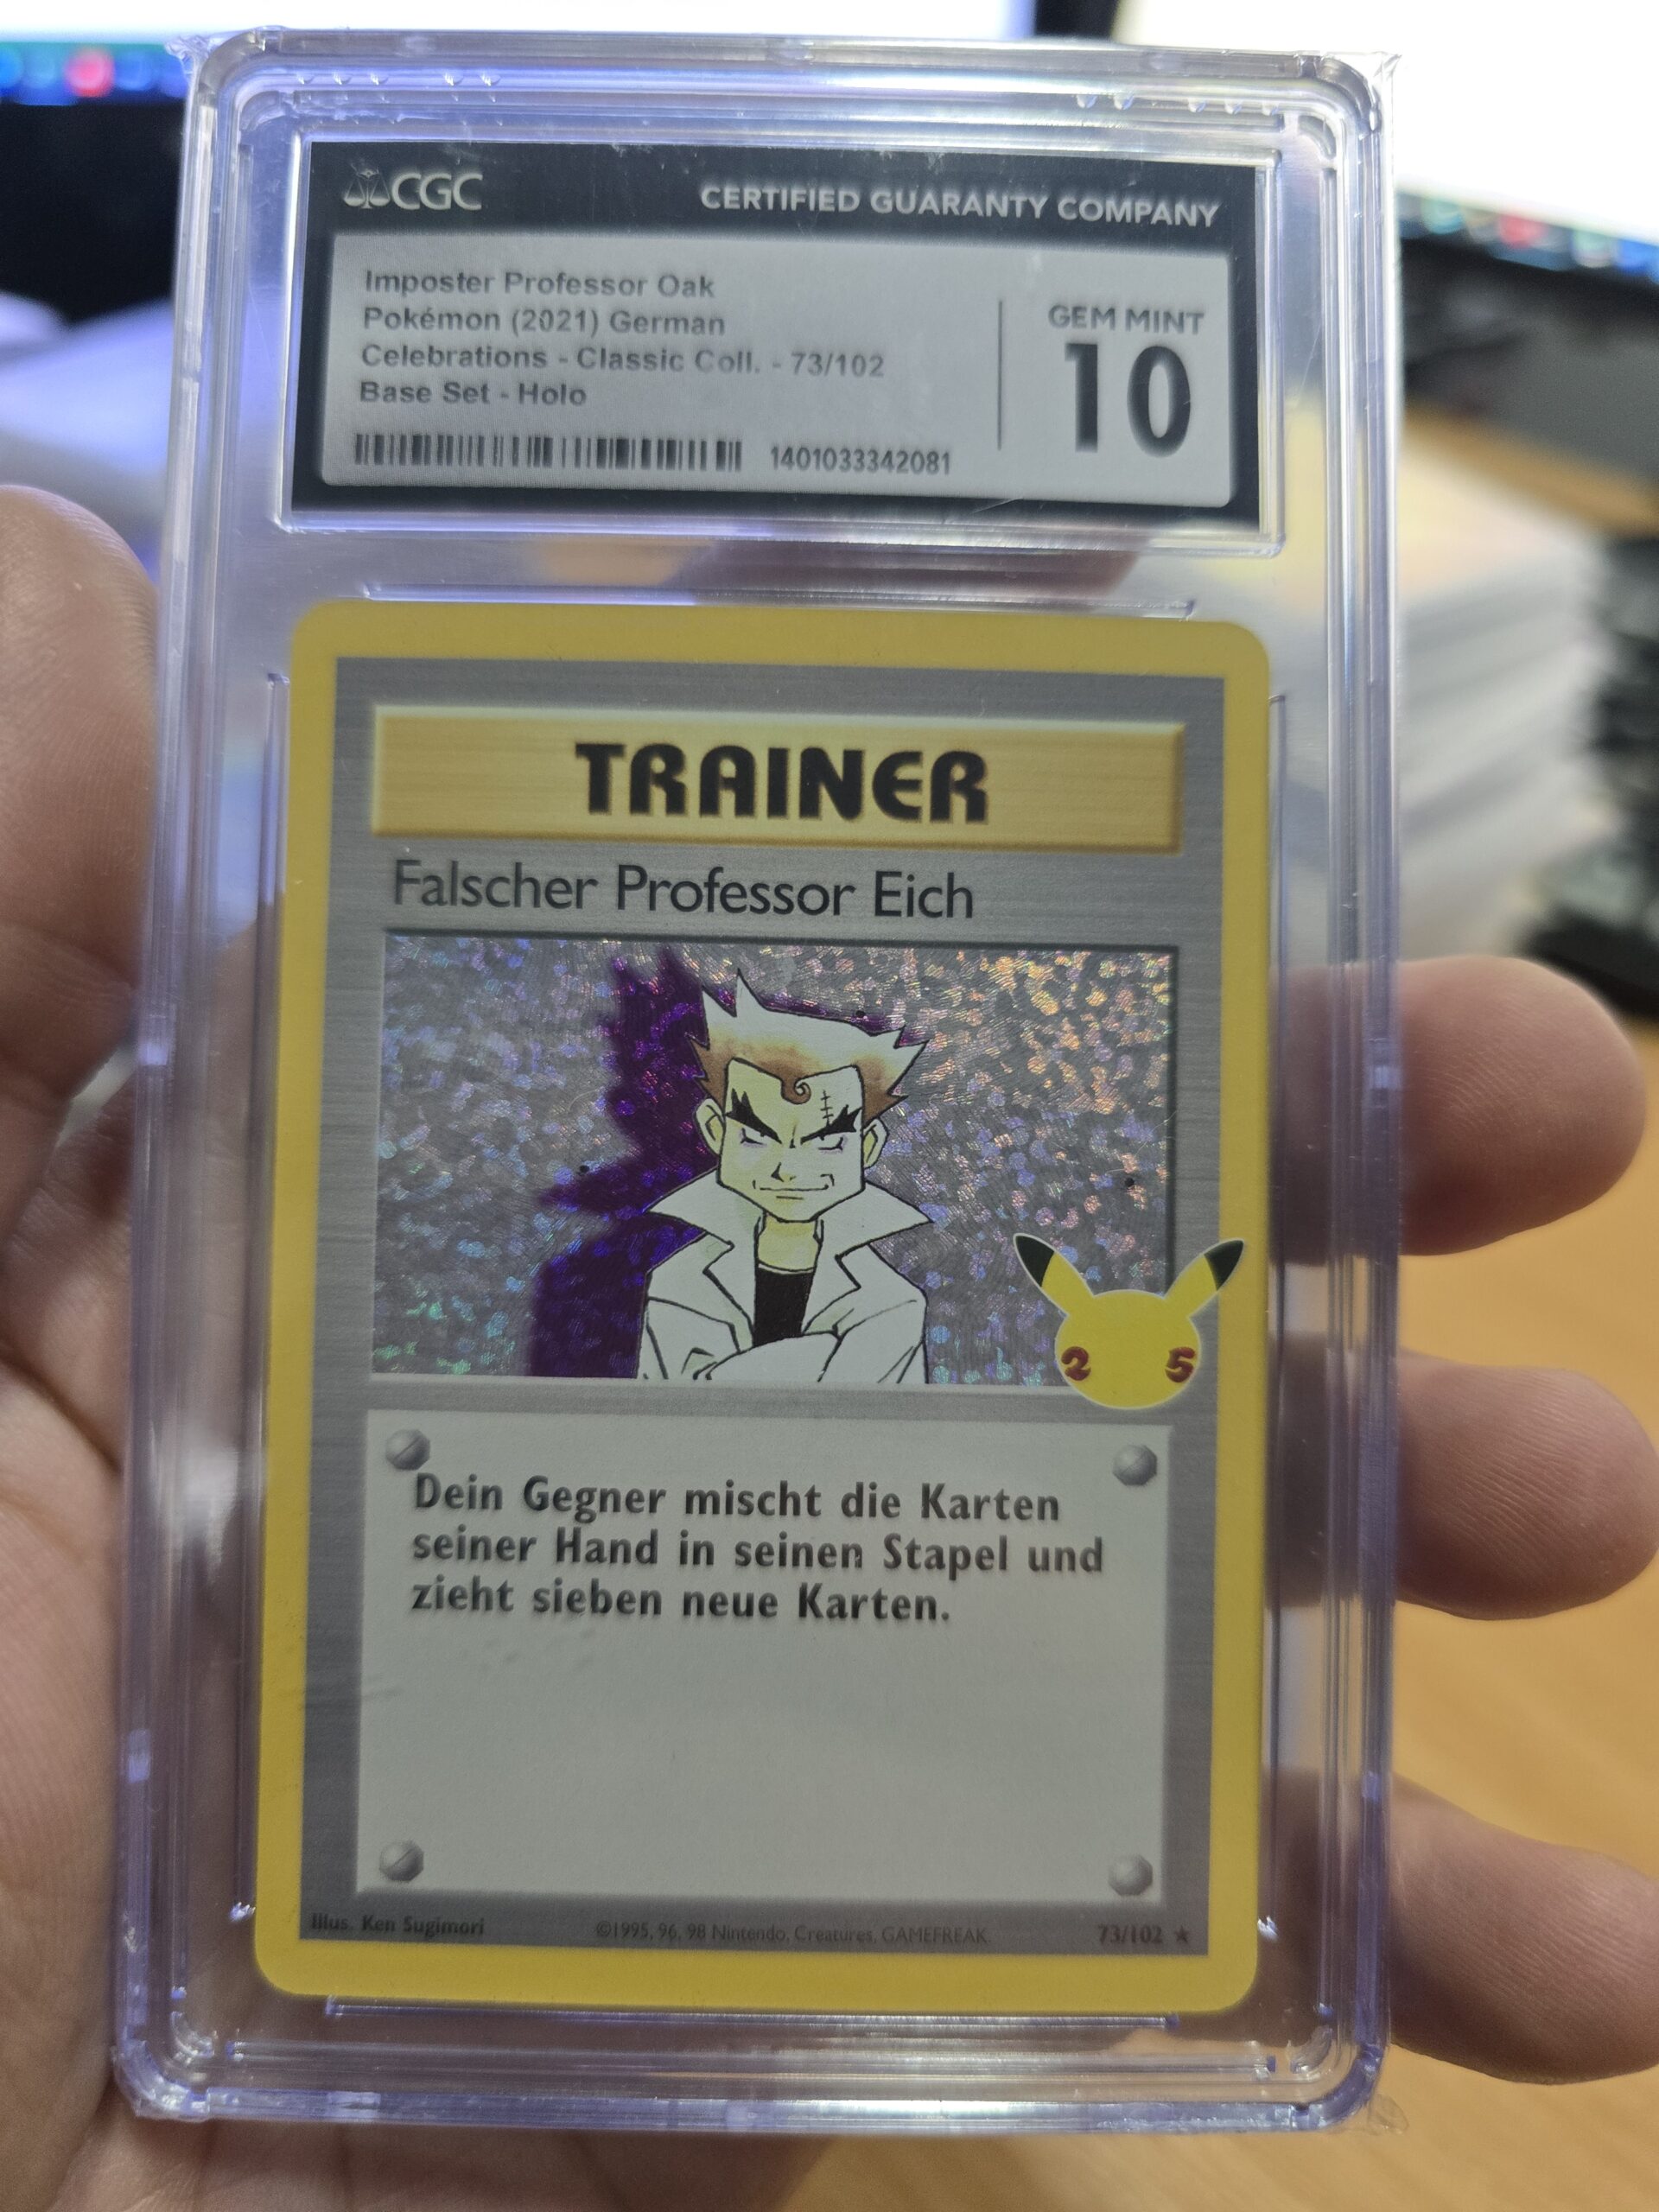 CGC
CERTIFIED GUARANTY COMPANY
Imposter Professor Oak
Pokémon (2021) German
Celebrations - Classic Coll. - 73/102
Base Set - Holo
1401033342081
GEM MINT
10
TRAINER
Falscher Professor Eich
2 5
Dein Gegner mischt die Karten
seiner Hand in seinen Stapel und
zieht sieben neue Karten.
Illus. Ken Sugimori
©1995, 96, 98 Nintendo, Creatures, GAMEFREAK.
73/102 ★